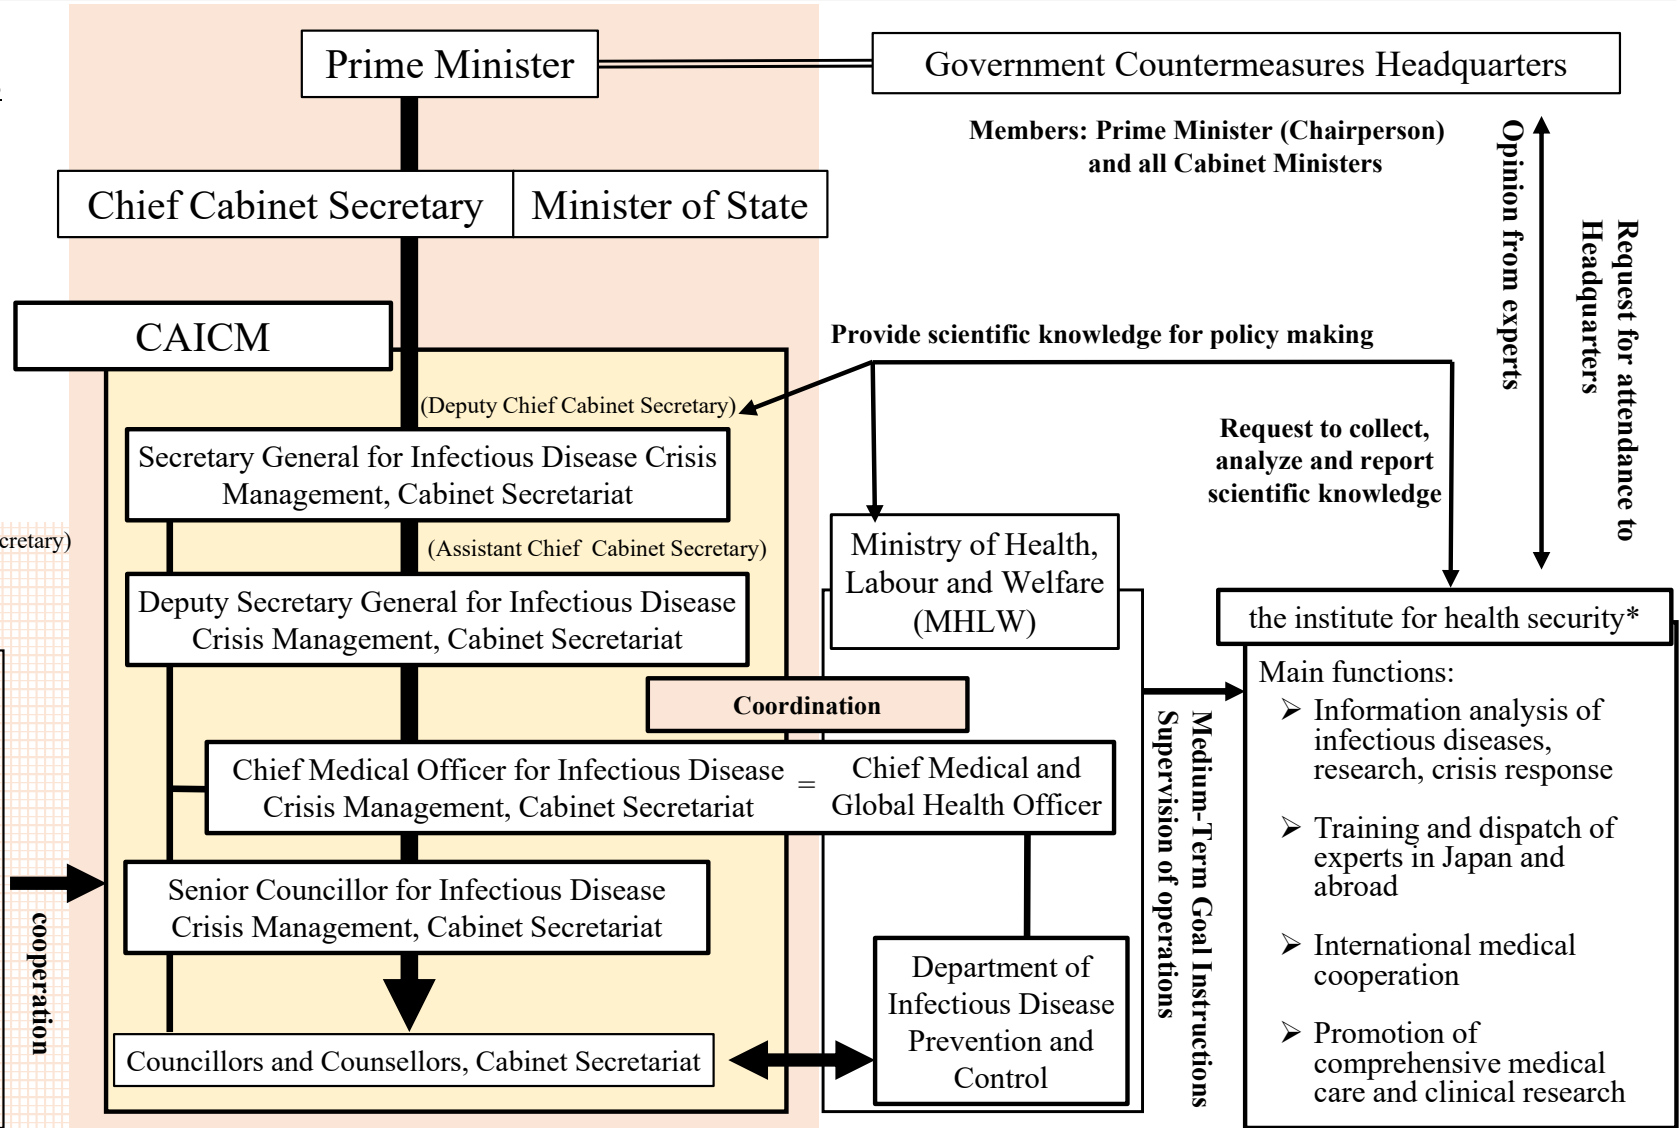 Prime Minister
Government Countermeasures Headquarters
Members: Prime Minister (Chairperson)
and all Cabinet Ministers
Opinion from experts
Request for attendance to
Headquarters
Chief Cabinet Secretary
Minister of State
CAICM
Provide scientific knowledge for policy making
(Deputy Chief Cabinet Secretary)
Secretary General for Infectious Disease Crisis
Management, Cabinet Secretariat
Request to collect,
analyze and report
scientific knowledge
cretary)
(Assistant Chief Cabinet Secretary)
Deputy Secretary General for Infectious Disease
Crisis Management, Cabinet Secretariat
Ministry of Health,
Labour and Welfare
(MHLW)
the institute for health security*
Main functions:
➢ Information analysis of
infectious diseases,
research, crisis response
➢ Training and dispatch of
experts in Japan and
abroad
➢ International medical
cooperation
➢ Promotion of
comprehensive medical
care and clinical research
Coordination
Chief Medical Officer for Infectious Disease
Crisis Management, Cabinet Secretariat
=
Chief Medical and
Global Health Officer
Medium-Term Goal Instructions
Supervision of operations
Senior Councillor for Infectious Disease
Crisis Management, Cabinet Secretariat
cooperation
Department of
Infectious Disease
Prevention and
Control
Councillors and Counsellors, Cabinet Secretariat